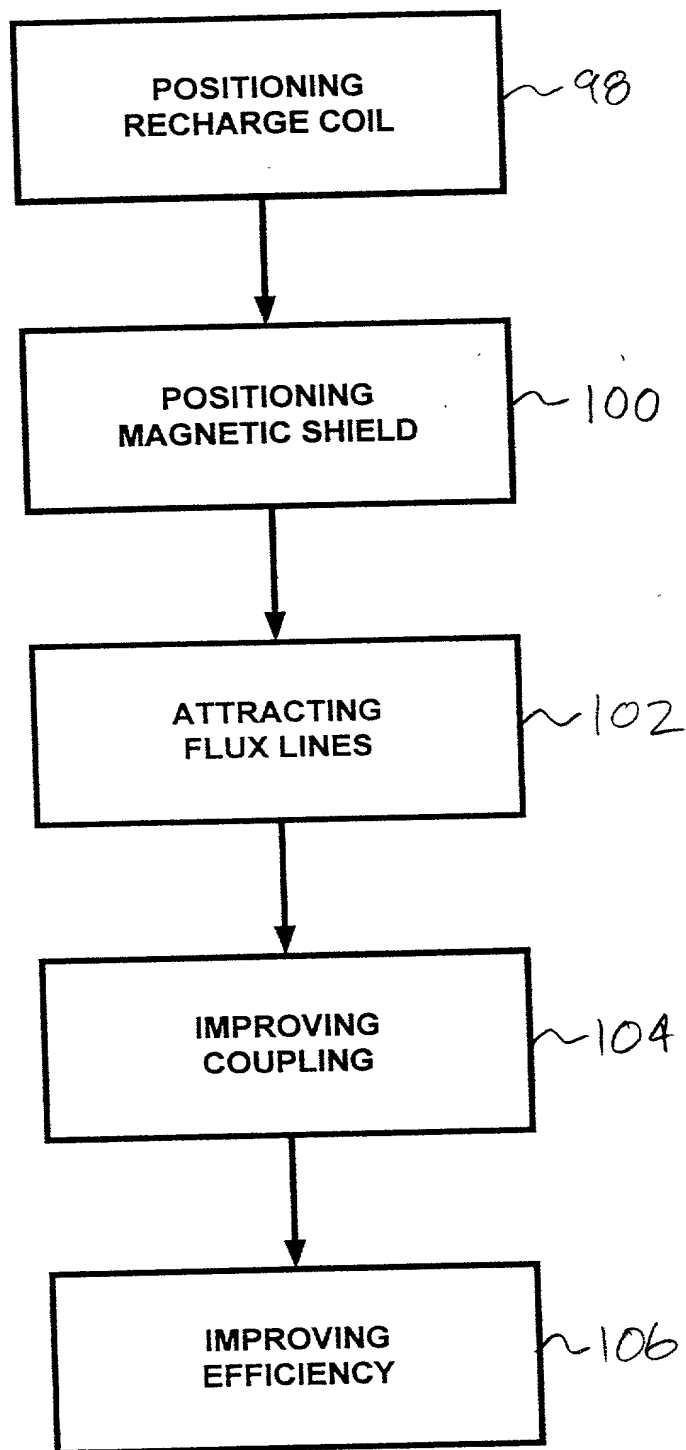 POSITIONING
RECHARGE COIL
98
POSITIONING
MAGNETIC SHIELD
100
ATTRACTING
FLUX LINES
102
IMPROVING
COUPLING
104
IMPROVING
EFFICIENCY
106